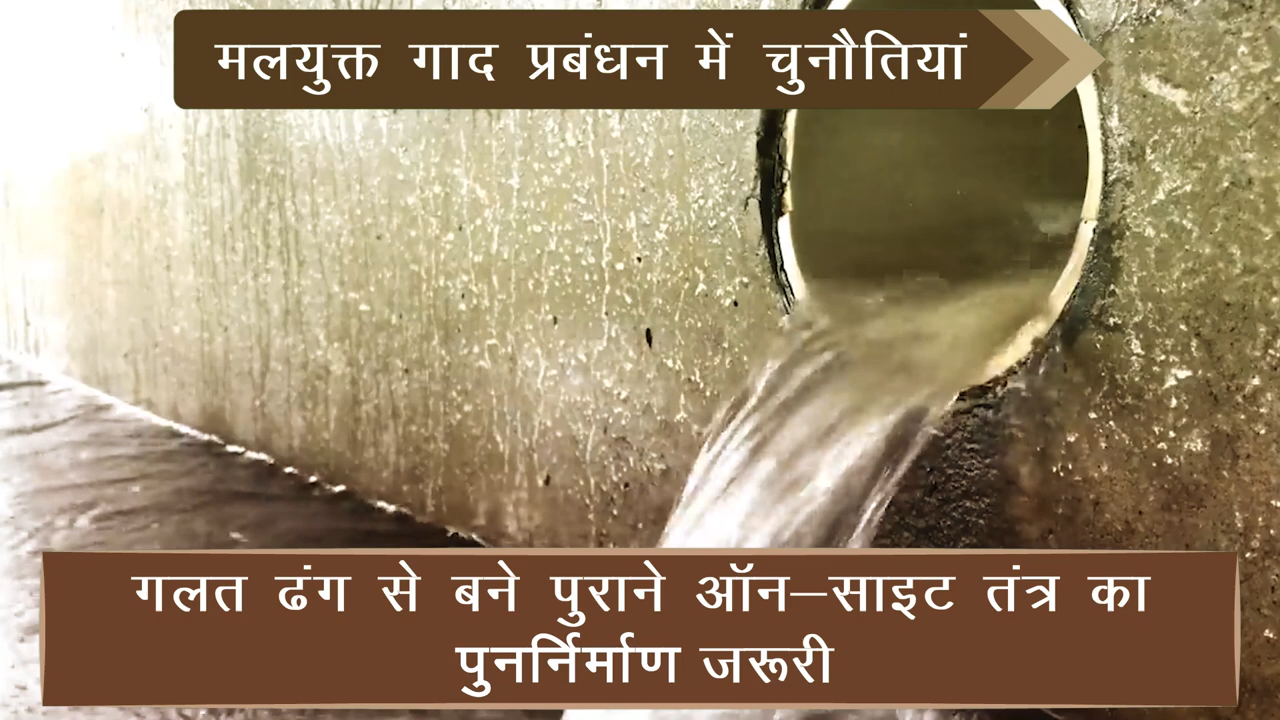 मलयुक्त गाद प्रबंधन में चुनौतियां
गलत ढंग से बने पुराने ऑन–साइट तंत्र का
पुनर्निर्माण जरूरी